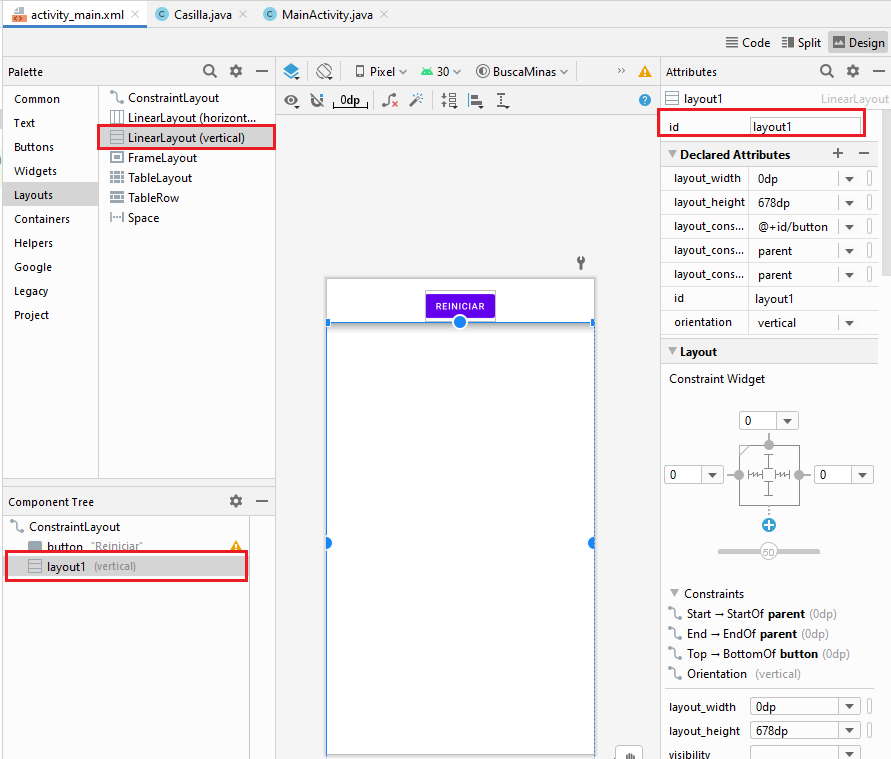 activity_main.xml Casilla.java MainActivity.java
Code Split Design
Palette
Pixel 30 BuscaMinas
Attributes
Common
Text
Buttons
Widgets
Layouts
Containers
Helpers
Google
Legacy
Project
ConstraintLayout
LinearLayout (horizont...
LinearLayout (vertical)
FrameLayout
TableLayout
TableRow
Space
0dp
REINICIAR
Component Tree
ConstraintLayout
button "Reiniciar"
layout1 (vertical)
layout1 LinearLayout
id layout1
Declared Attributes
layout_width 0dp
layout_height 678dp
layout_cons... @+id/button
layout_cons... parent
layout_cons... parent
id layout1
orientation vertical
Layout
Constraint Widget
0
0 0
50
Constraints
Start → StartOf parent (0dp)
End → EndOf parent (0dp)
Top → BottomOf button (0dp)
Orientation (vertical)
layout_width 0dp
layout_height 678dp
visibility